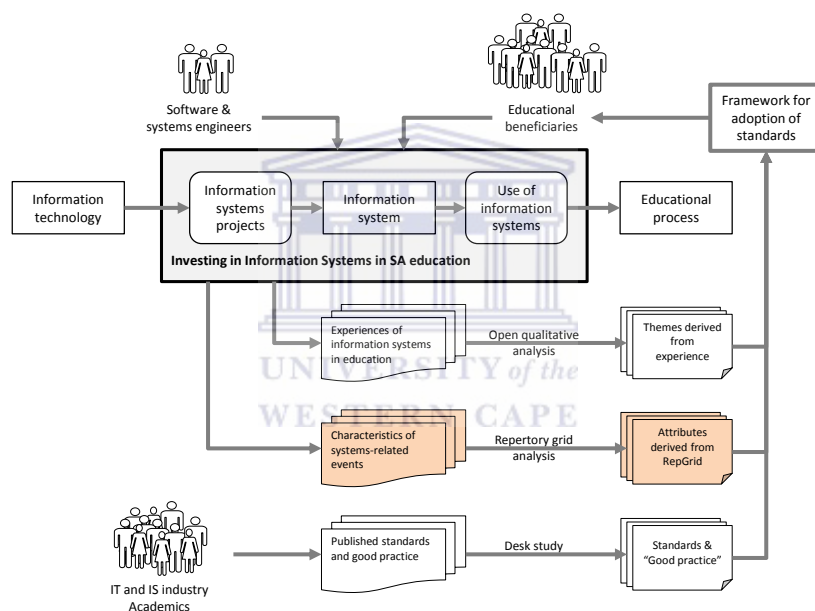 Software &
systems engineers
Educational
beneficiaries
Framework for
adoption of
standards
Information
technology
Information
systems
projects
Information
system
Use of
information
systems
Educational
process
Investing in Information Systems in SA education
Experiences of
information systems
in education
Open qualitative
analysis
Themes derived
from
experience
UNIVERSITY of the
WESTERN CAPE
Characteristics of
systems-related
events
Repertory grid
analysis
Attributes
derived from
RepGrid
Published standards
and good practice
Desk study
Standards &
“Good practice”
IT and IS industry
Academics